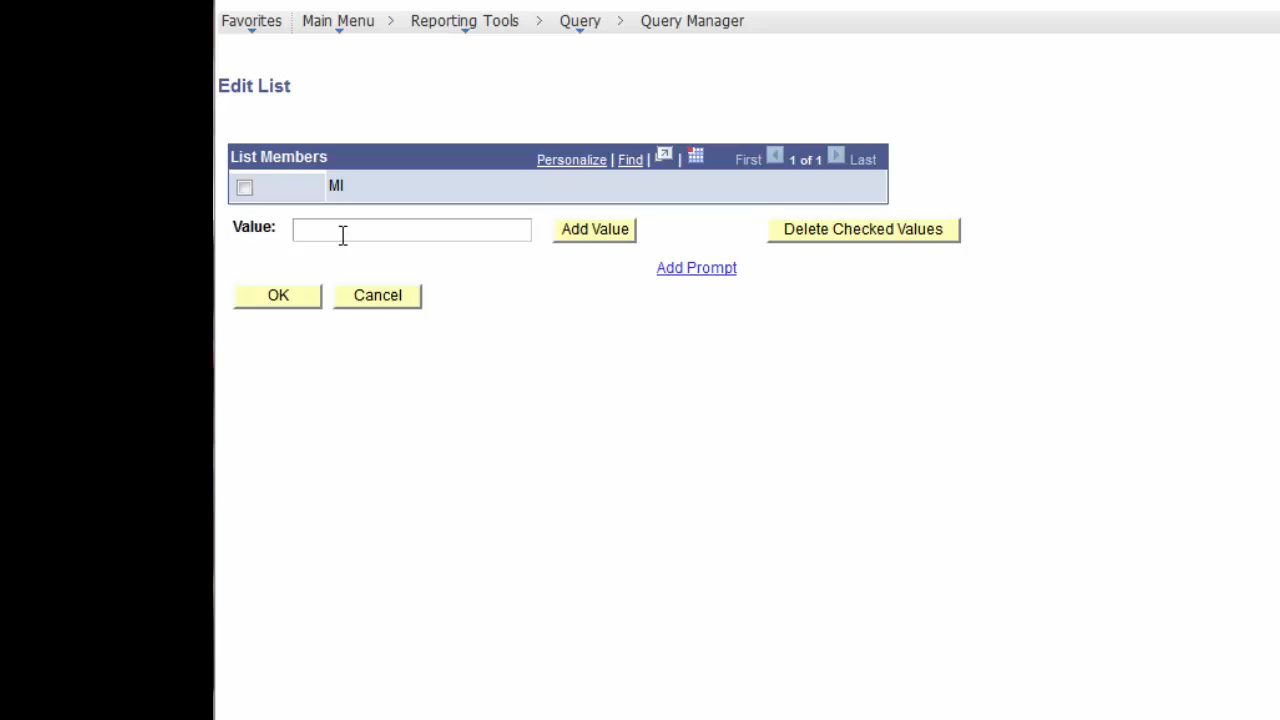 Favorites Main Menu > Reporting Tools > Query > Query Manager
Edit List
List Members Personalize | Find | | First 1 of 1 Last
MI
Value: Add Value Delete Checked Values
Add Prompt
OK Cancel